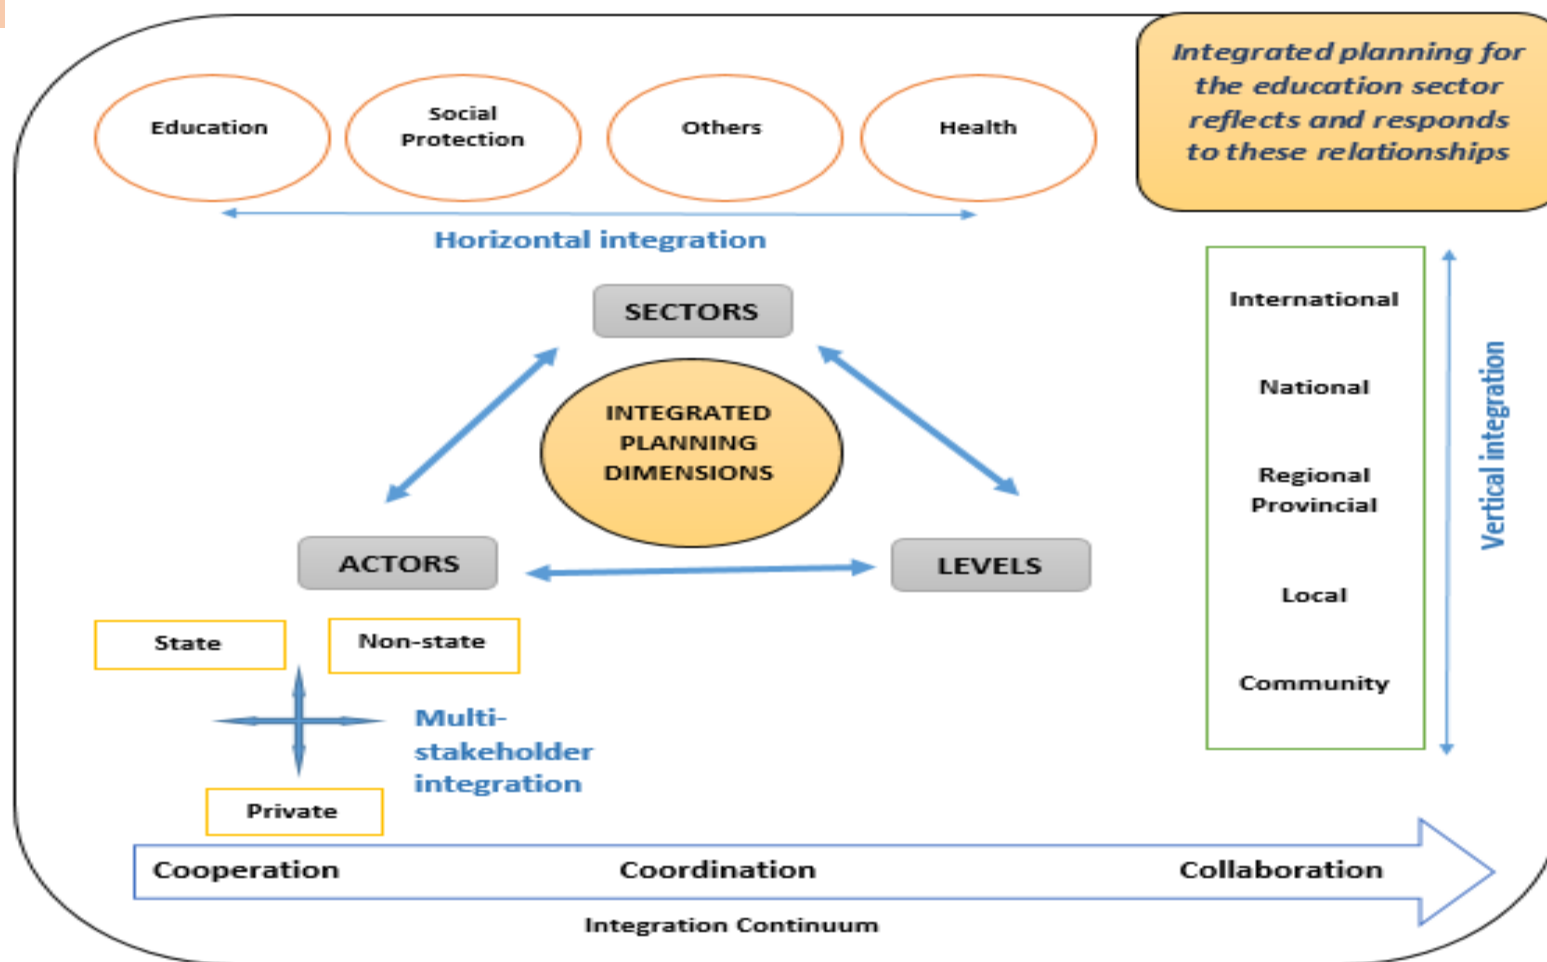 Integrated planning for
the education sector
reflects and responds
to these relationships
Education
Social
Protection
Others
Health
Horizontal integration
SECTORS
INTEGRATED
PLANNING
DIMENSIONS
ACTORS
LEVELS
International
National
Regional
Provincial
Local
Community
Vertical integration
State
Non-state
Multi-
stakeholder
integration
Private
Cooperation
Coordination
Collaboration
Integration Continuum